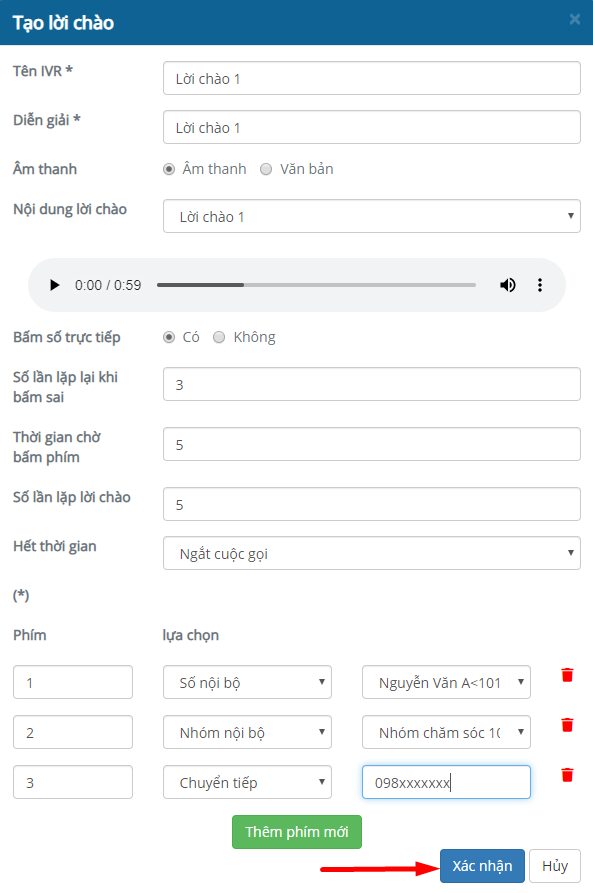 Tạo lời chào ×
Tên IVR * Lời chào 1
Diễn giải * Lời chào 1
Âm thanh Âm thanh Văn bản
Nội dung lời chào Lời chào 1
0:00 / 0:59
Bấm số trực tiếp Có Không
Số lần lặp lại khi
bấm sai 3
Thời gian chờ
bấm phím 5
Số lần lặp lời chào 5
Hết thời gian Ngắt cuộc gọi
(*)
Phím lựa chọn
1 Số nội bộ Nguyễn Văn A<101
2 Nhóm nội bộ Nhóm chăm sóc 10
3 Chuyển tiếp 098xxxxxxx
Thêm phím mới
Xác nhận Hủy